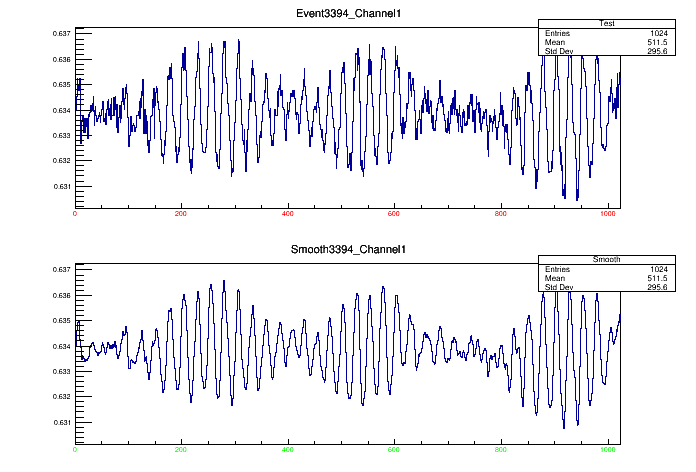 Event3394_Channel1
Test
Entries 1024
Mean 511.5
Std Dev 295.6
0.637
0.636
0.635
0.634
0.633
0.632
0.631
0 200 400 600 800 1000
Smooth3394_Channel1
Smooth
Entries 1024
Mean 511.5
Std Dev 295.6
0.637
0.636
0.635
0.634
0.633
0.632
0.631
0 200 400 600 800 1000